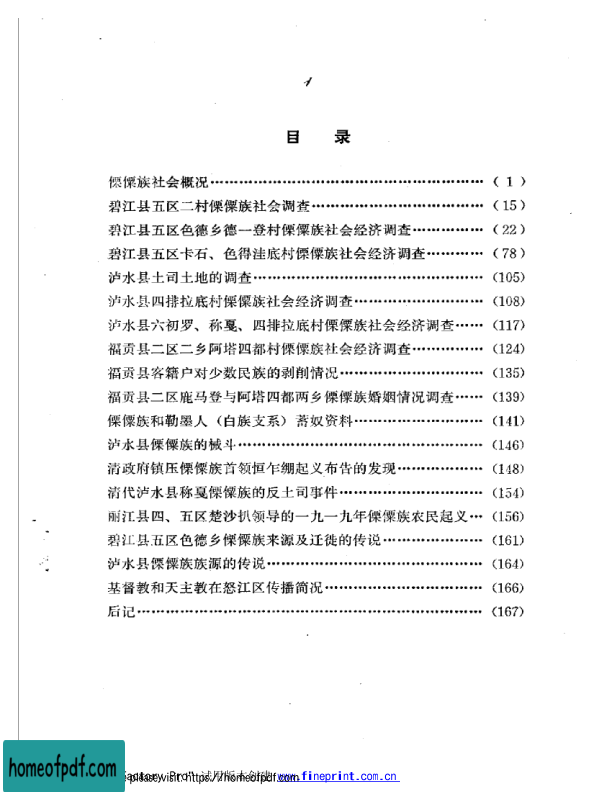 目 录
傈僳族社会概况……………………………………………………（ 1 ）
碧江县五区二村傈僳族社会调查…………………………………（ 15 ）
碧江县五区色德乡德一登村傈僳族社会经济调查………………（ 22 ）
碧江县五区卡石、色得洼底村傈僳族社会经济调查……………（ 78 ）
泸水县土司土地的调查……………………………………………（105）
泸水县四排拉底村傈僳族社会经济调查…………………………（108）
泸水县六初罗、称戛、四排拉底村傈僳族社会经济调查………（117）
福贡县二区二乡阿塔四都村傈僳族社会经济调查………………（124）
福贡县客籍户对少数民族的剥削情况……………………………（135）
福贡县二区鹿马登与阿塔四都两乡傈僳族婚姻情况调查………（139）
傈僳族和勒墨人（白族支系）蓄奴资料…………………………（141）
泸水县傈僳族的械斗………………………………………………（146）
清政府镇压傈僳族首领恒乍绷起义布告的发现…………………（148）
清代泸水县称戛傈僳族的反土司事件……………………………（154）
丽江县四、五区楚沙扒领导的一九一九年傈僳族农民起义……（156）
碧江县五区色德乡傈僳族来源及迁徙的传说……………………（161）
泸水县傈僳族族源的传说…………………………………………（164）
基督教和天主教在怒江区传播简况………………………………（166）
后记…………………………………………………………………（167）
homeofpdf.com
please visit: https://homeofpdf.com
www.fineprint.com.cn